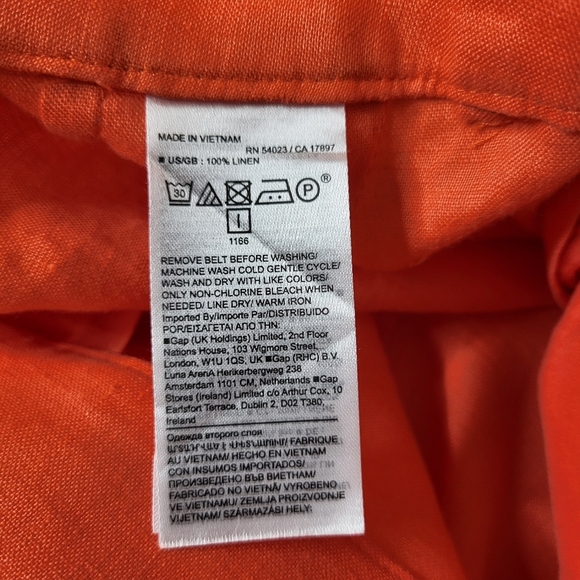 MADE IN VIETNAM
RN 54023 / CA 17897
■ US/GB : 100% LINEN
30 P ®
I
1166
REMOVE BELT BEFORE WASHING/
MACHINE WASH COLD GENTLE CYCLE/
WASH AND DRY WITH LIKE COLORS/
ONLY NON-CHLORINE BLEACH WHEN
NEEDED/ LINE DRY/ WARM IRON
Imported By/Importe Par/DISTRIBUIDO
POR/ΕΙΣΑΓΕΤΑΙ ΑΠΟ ΤΗΝ:
■Gap (UK Holdings) Limited, 2nd Floor
Nations House, 103 Wigmore Street,
London, W1U 1QS, UK ■Gap (RHC) B.V.
Luna ArenA Herikerbergweg 238
Amsterdam 1101 CM, Netherlands ■Gap
Stores (Ireland) Limited c/o Arthur Cox, 10
Earlsfort Terrace, Dublin 2, D02 T380,
Ireland
Одежда второго слоя
FABRIQUE
AU VIETNAM/ HECHO EN VIETNAM
CON INSUMOS IMPORTADOS/
ПРОИЗВЕДЕНО ВЪВ ВИЕТНАМ/
FABRICADO NO VIETNÃ/ VYROBENO
VE VIETNAMU/ ZEMLJA PROIZVODNJE
VIJETNAM/ SZÁRMAZÁSI HELY: